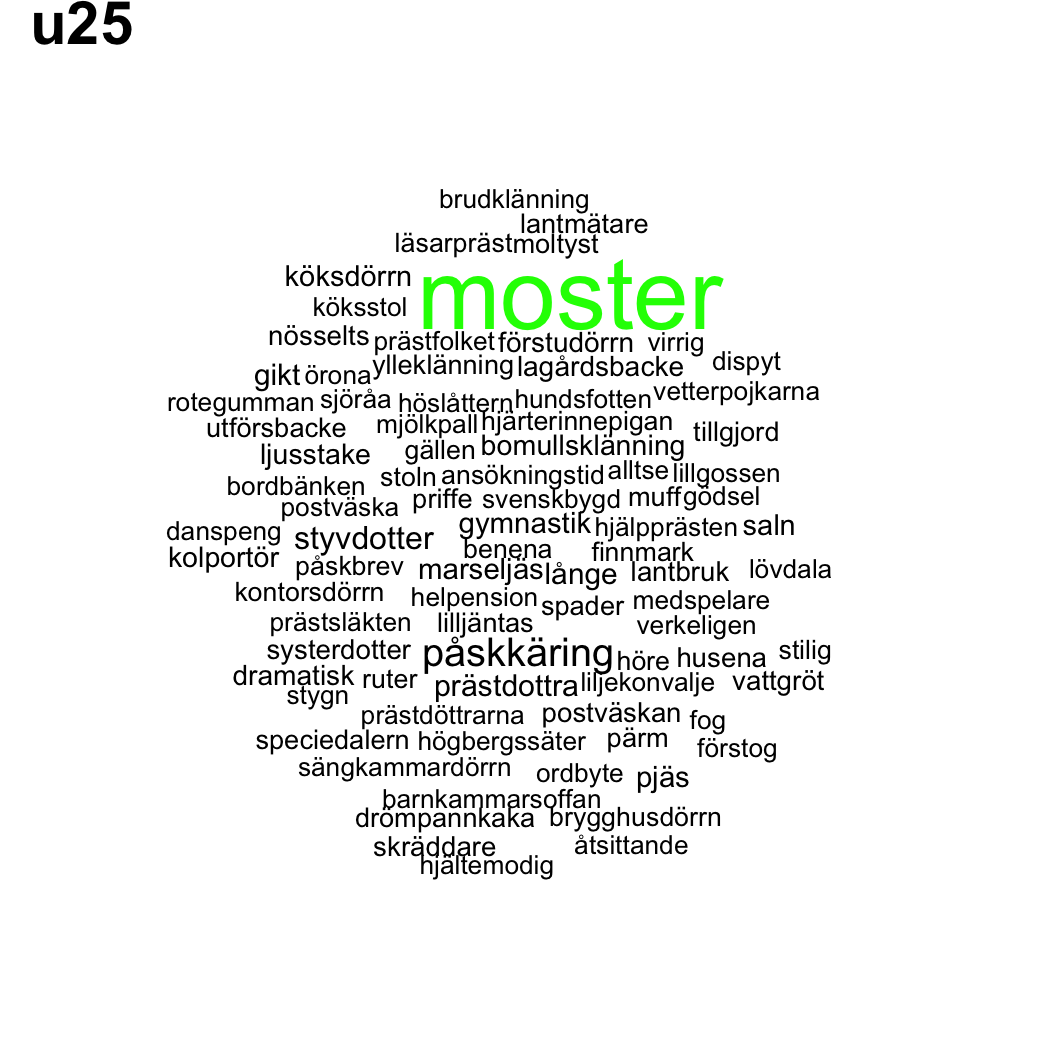 u25
brudklänning
lantmätare
läsarpräst moltyst
köksdörrn moster
köksstol
nösselts prästfolket förstudörrn virrig
gikt örona ylleklänning lagårdsbacke dispyt
rotegumman sjöråa höslåttern hundsfotten vetterpojkarna
utförsbacke mjölkpall hjärterinnepigan tillgjord
ljusstake gällen bomullsklänning
bordbänken stoln ansökningstid alltse lillgossen
postväska priffe svenskbygd muff gödsel
danspeng styvdotter gymnastik hjälpprästen saln
kolportör benena finnmark
påskbrev marseljäs långe lantbruk lövdala
kontorsdörrn helpension spader medspelare
prästsläkten lilljäntas verkeligen
systerdotter påskkäring höre husena stilig
dramatisk ruter prästdottra liljekonvalje vattgröt
stygn
prästdöttrarna postväskan fog
speciedalern högbergssäter pärm förstog
sängkammardörrn ordbyte pjäs
barnkammarsoffan
drömpannkaka brygghusdörrn
skräddare åtsittande
hjältemodig